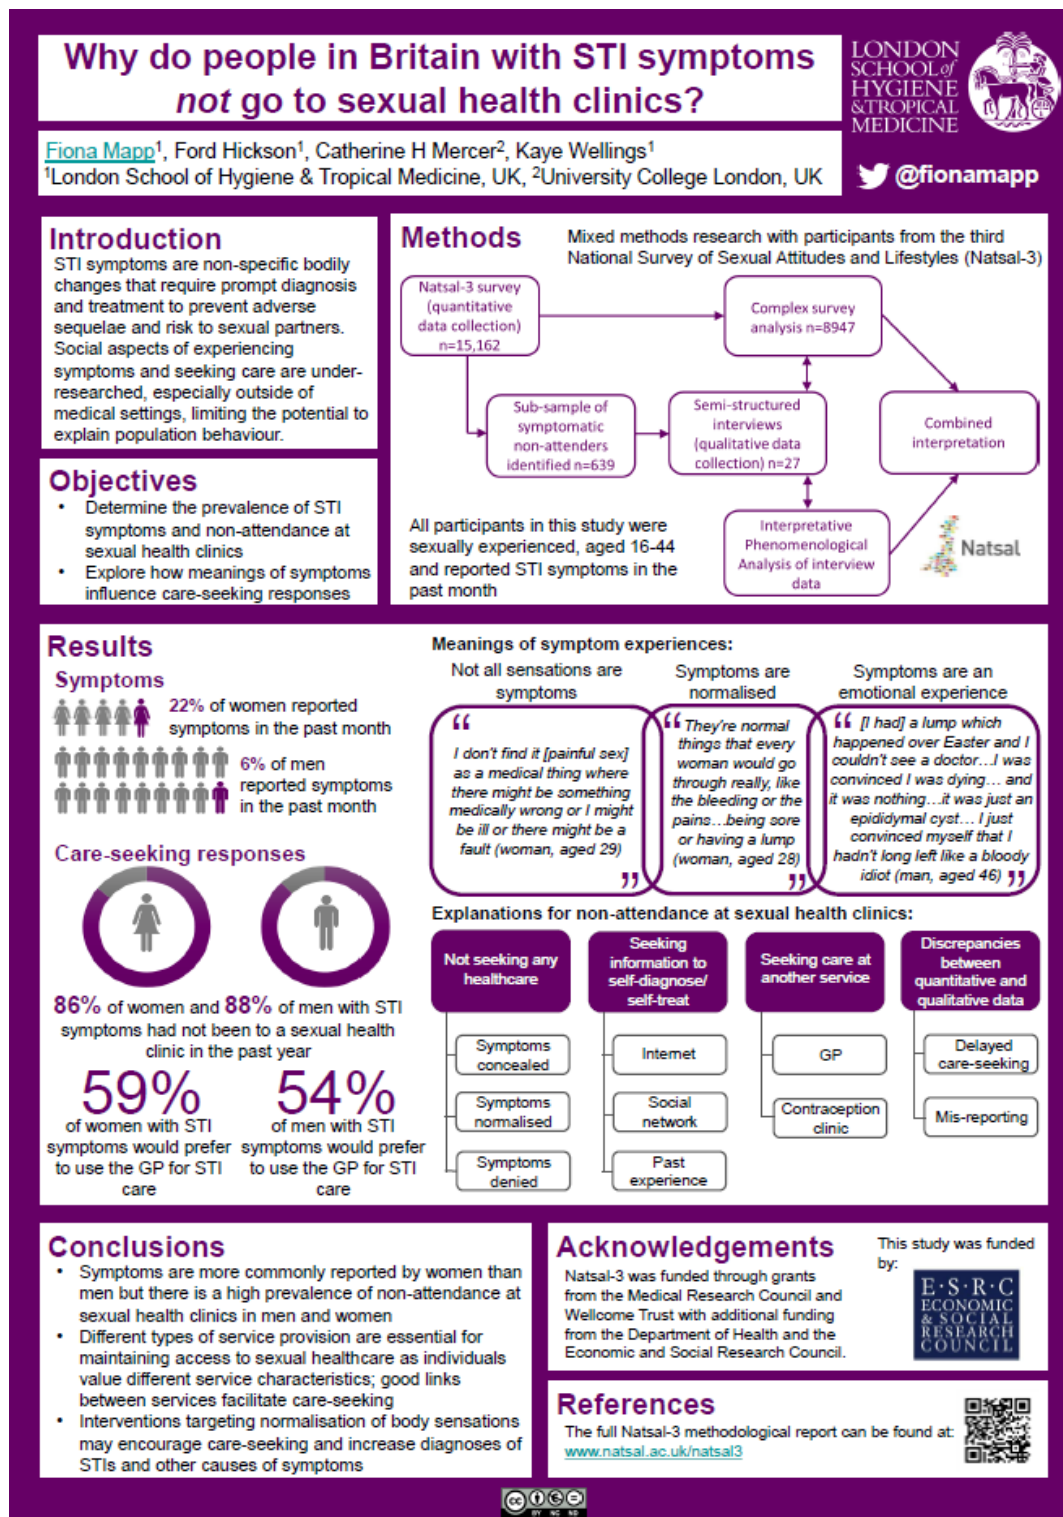 Why do people in Britain with STI symptoms
not go to sexual health clinics?
LONDON
SCHOOL of
HYGIENE
& TROPICAL
MEDICINE
Fiona Mapp¹, Ford Hickson¹, Catherine H Mercer², Kaye Wellings¹
¹London School of Hygiene & Tropical Medicine, UK, ²University College London, UK
@fionamapp
Introduction
STI symptoms are non-specific bodily
changes that require prompt diagnosis
and treatment to prevent adverse
sequelae and risk to sexual partners.
Social aspects of experiencing
symptoms and seeking care are under-
researched, especially outside of
medical settings, limiting the potential to
explain population behaviour.
Objectives
• Determine the prevalence of STI
symptoms and non-attendance at
sexual health clinics
• Explore how meanings of symptoms
influence care-seeking responses
Methods
Mixed methods research with participants from the third
National Survey of Sexual Attitudes and Lifestyles (Natsal-3)
Natsal-3 survey
(quantitative
data collection)
n=15,162
Complex survey
analysis n=8947
Sub-sample of
symptomatic
non-attenders
identified n=639
Semi-structured
interviews
(qualitative data
collection) n=27
Combined
interpretation
All participants in this study were
sexually experienced, aged 16-44
and reported STI symptoms in the
past month
Interpretative
Phenomenological
Analysis of interview
data
Natsal
Results
Symptoms
22% of women reported
symptoms in the past month
6% of men
reported symptoms
in the past month
Care-seeking responses
86% of women and 88% of men with STI
symptoms had not been to a sexual health
clinic in the past year
59%
of women with STI
symptoms would prefer
to use the GP for STI
care
54%
of men with STI
symptoms would prefer
to use the GP for STI
care
Meanings of symptom experiences:
Not all sensations are
symptoms
“
I don't find it [painful sex]
as a medical thing where
there might be something
medically wrong or I might
be ill or there might be a
fault (woman, aged 29)
”
Symptoms are
normalised
“ They're normal
things that every
woman would go
through really, like
the bleeding or the
pains…being sore
or having a lump
(woman, aged 28)
”
Symptoms are an
emotional experience
“ [I had] a lump which
happened over Easter and I
couldn't see a doctor…I was
convinced I was dying… and
it was nothing…it was just an
epididymal cyst… I just
convinced myself that I
hadn't long left like a bloody
idiot (man, aged 46) ”
Explanations for non-attendance at sexual health clinics:
Not seeking any
healthcare
Symptoms
concealed
Symptoms
normalised
Symptoms
denied
Seeking
information to
self-diagnose/
self-treat
Internet
Social
network
Past
experience
Seeking care at
another service
GP
Contraception
clinic
Discrepancies
between
quantitative and
qualitative data
Delayed
care-seeking
Mis-reporting
Conclusions
• Symptoms are more commonly reported by women than
men but there is a high prevalence of non-attendance at
sexual health clinics in men and women
• Different types of service provision are essential for
maintaining access to sexual healthcare as individuals
value different service characteristics; good links
between services facilitate care-seeking
• Interventions targeting normalisation of body sensations
may encourage care-seeking and increase diagnoses of
STIs and other causes of symptoms
Acknowledgements
Natsal-3 was funded through grants
from the Medical Research Council and
Wellcome Trust with additional funding
from the Department of Health and the
Economic and Social Research Council.
This study was funded
by:
E·S·R·C
ECONOMIC
& SOCIAL
RESEARCH
COUNCIL
References
The full Natsal-3 methodological report can be found at:
www.natsal.ac.uk/natsal3
cc
BY NC ND